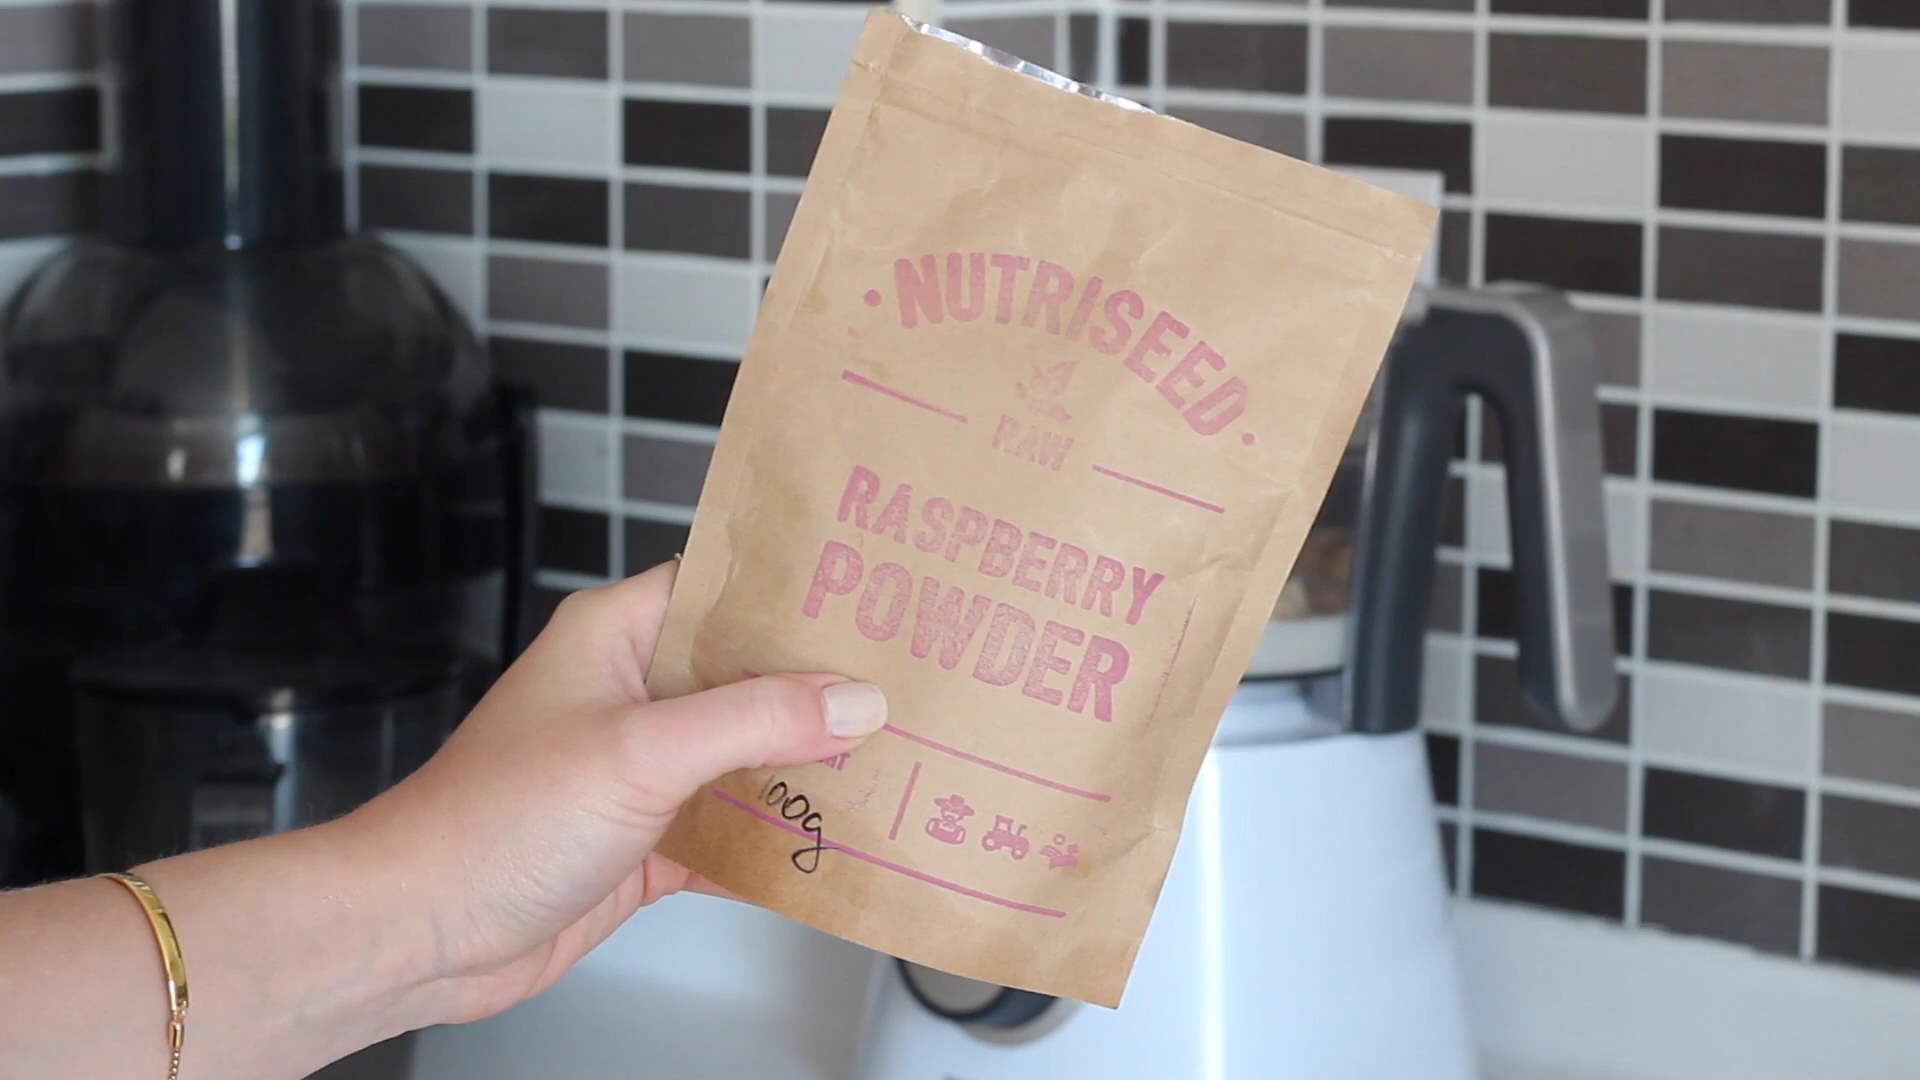 · NUTRISEED ·
RAW
RASPBERRY
POWDER
100g